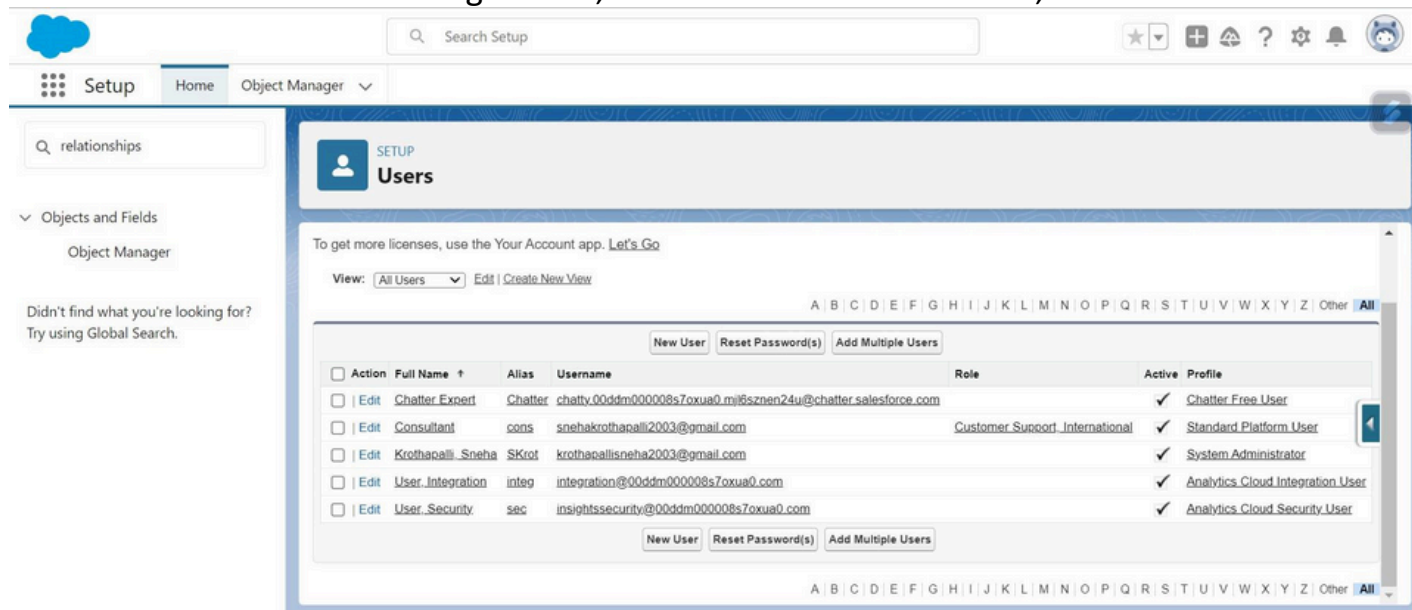 Search Setup
Setup Home Object Manager
relationships
Objects and Fields
Object Manager
Didn't find what you're looking for?
Try using Global Search.
SETUP
Users
To get more licenses, use the Your Account app. Let's Go
View: All Users Edit | Create New View
A | B | C | D | E | F | G | H | I | J | K | L | M | N | O | P | Q | R | S | T | U | V | W | X | Y | Z | Other All
New User Reset Password(s) Add Multiple Users
Action Full Name ↑ Alias Username Role Active Profile
| Edit Chatter Expert Chatter chatty.00ddm000008s7oxua0.mjl6sznen24u@chatter.salesforce.com ✓ Chatter Free User
| Edit Consultant cons snehakrothapalli2003@gmail.com Customer Support, International ✓ Standard Platform User
| Edit Krothapalli, Sneha SKrot krothapallisneha2003@gmail.com ✓ System Administrator
| Edit User, Integration integ integration@00ddm000008s7oxua0.com ✓ Analytics Cloud Integration User
| Edit User, Security sec insightssecurity@00ddm000008s7oxua0.com ✓ Analytics Cloud Security User
New User Reset Password(s) Add Multiple Users
A | B | C | D | E | F | G | H | I | J | K | L | M | N | O | P | Q | R | S | T | U | V | W | X | Y | Z | Other All